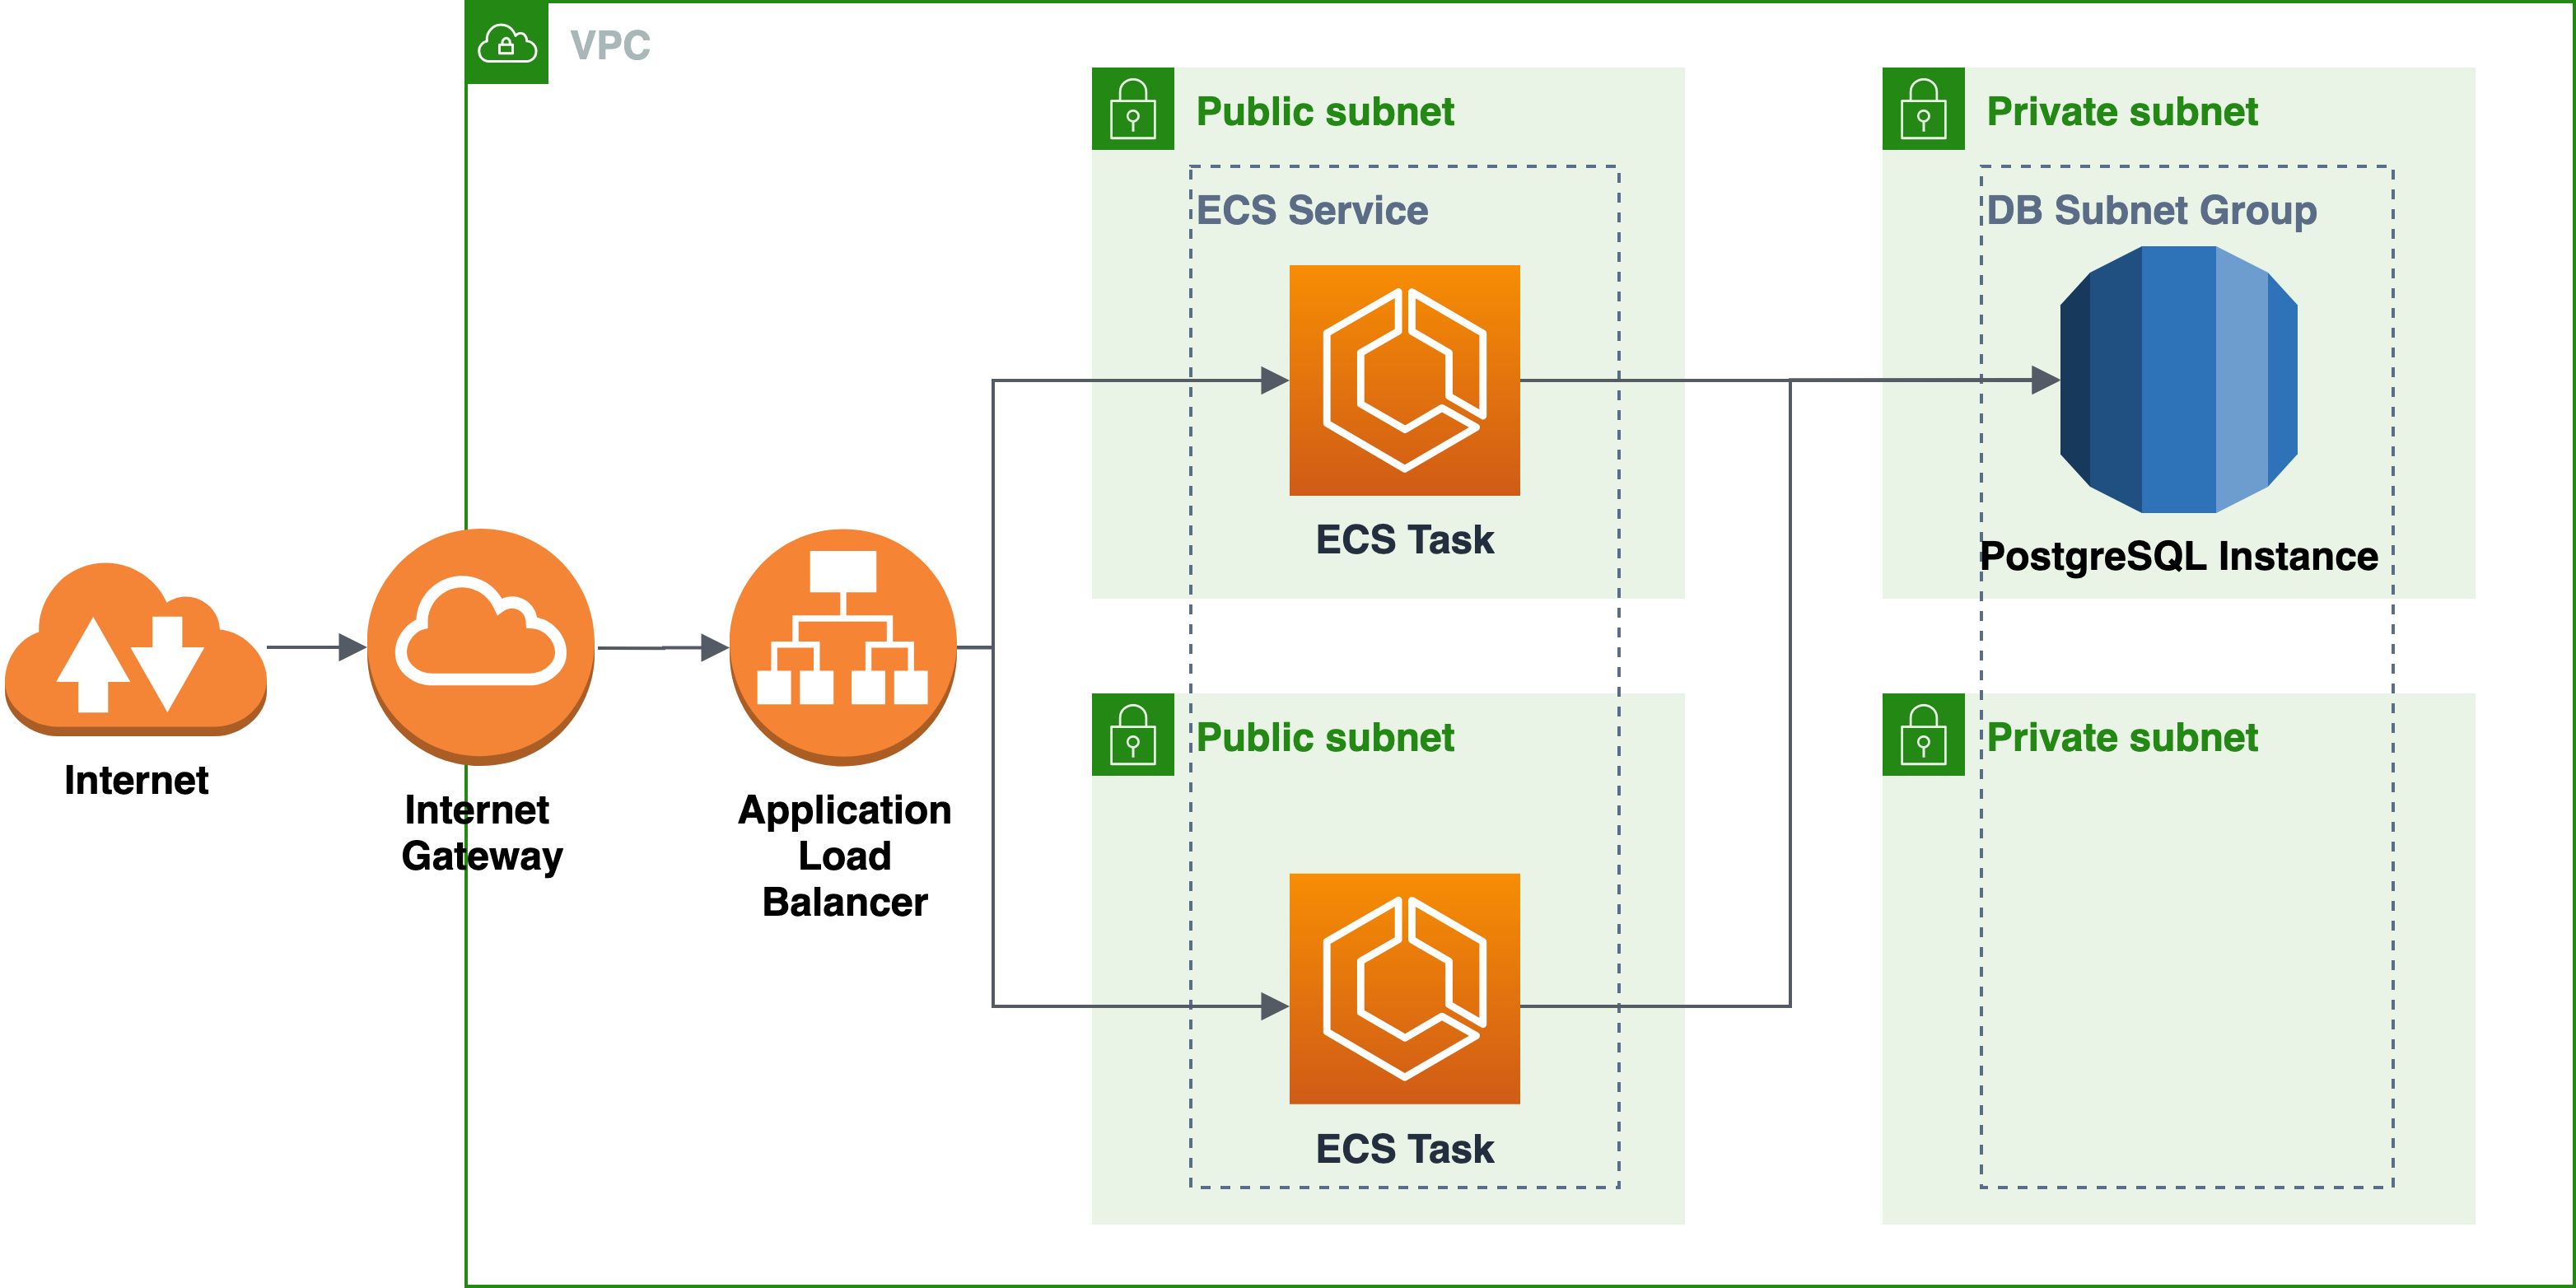 VPC
Public subnet
ECS Service
ECS Task
Private subnet
DB Subnet Group
PostgreSQL Instance
Internet
Internet
Gateway
Application
Load
Balancer
Public subnet
ECS Task
Private subnet